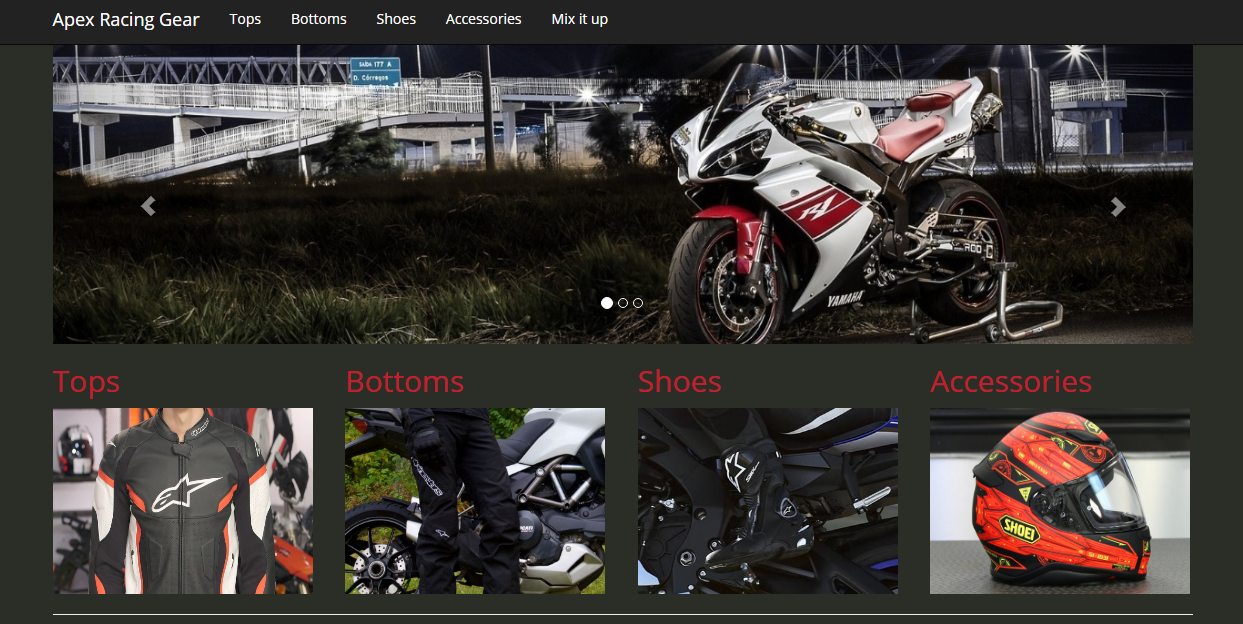 Apex Racing Gear Tops Bottoms Shoes Accessories Mix it up
SAÍDA 177 A
D. Córregos
R1
YAMAHA
Tops Bottoms Shoes Accessories
SHOEI